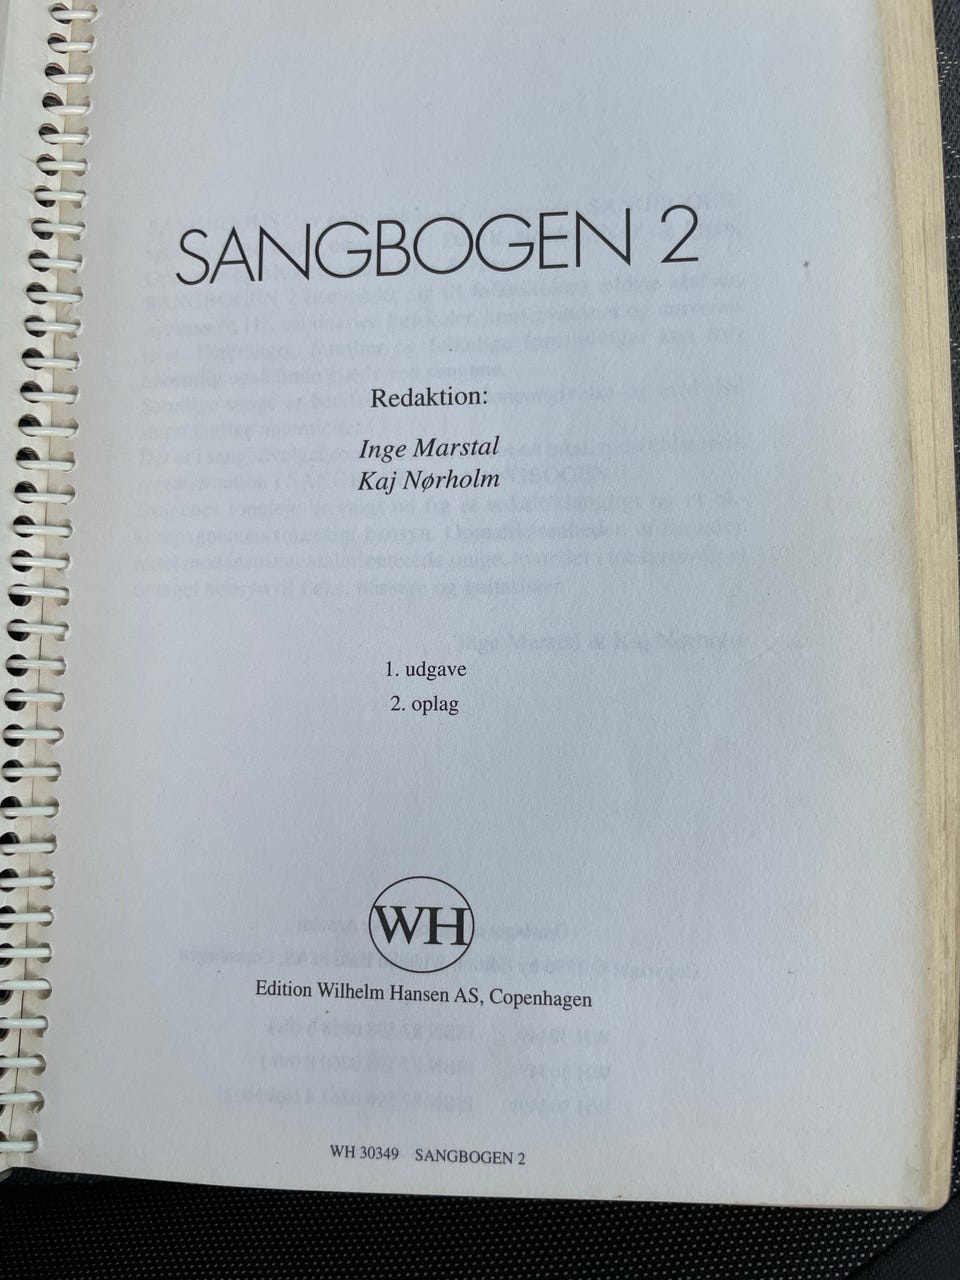 SANGBOGEN 2
Redaktion:
Inge Marstal
Kaj Nørholm
1. udgave
2. oplag
WH
Edition Wilhelm Hansen AS, Copenhagen
WH 30349 SANGBOGEN 2